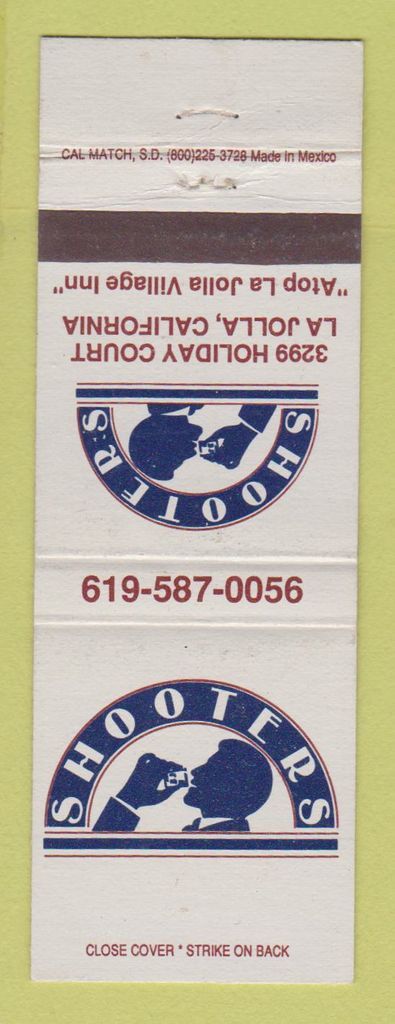 CAL MATCH, S.D. (800)225-3728 Made in Mexico
"Atop La Jolla Village Inn"
LA JOLLA, CALIFORNIA
3299 HOLIDAY COURT
SHOOTERS
619-587-0056
SHOOTERS
CLOSE COVER * STRIKE ON BACK